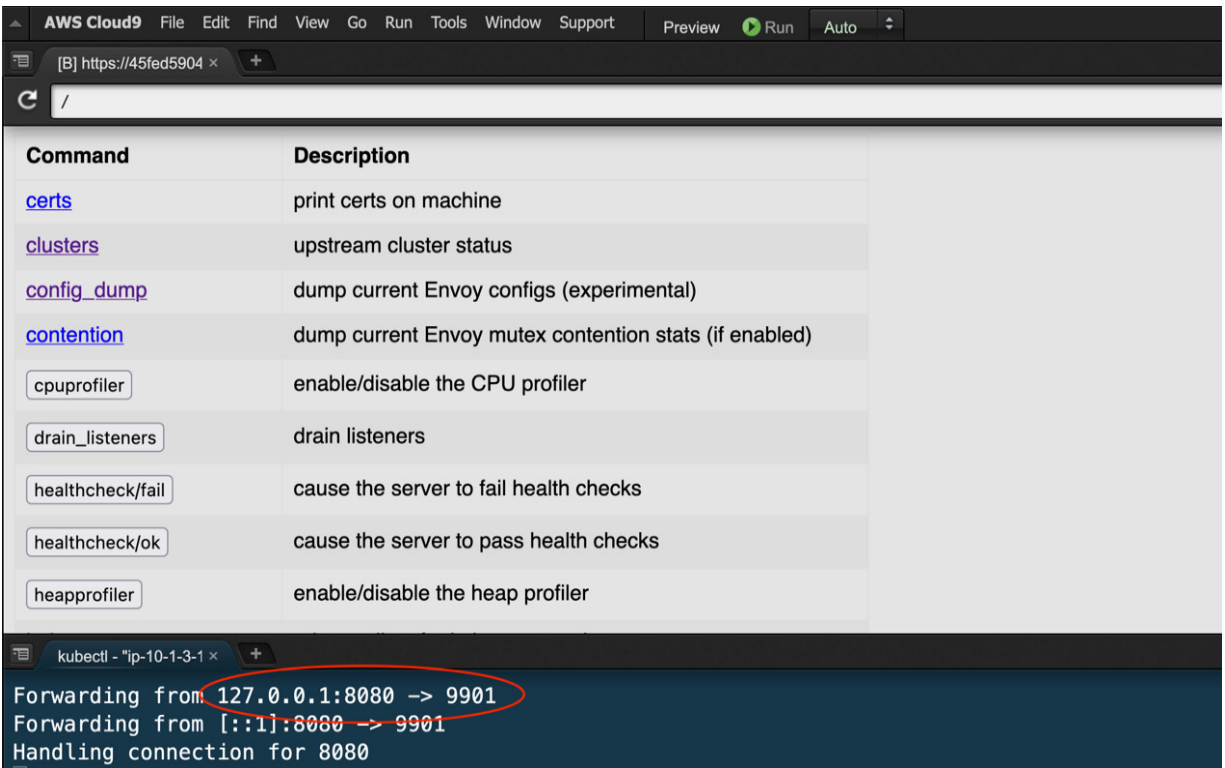 AWS Cloud9 File Edit Find View Go Run Tools Window Support Preview Run Auto
[B] https://45fed5904 × +
/
Command Description
certs print certs on machine
clusters upstream cluster status
config_dump dump current Envoy configs (experimental)
contention dump current Envoy mutex contention stats (if enabled)
cpuprofiler enable/disable the CPU profiler
drain_listeners drain listeners
healthcheck/fail cause the server to fail health checks
healthcheck/ok cause the server to pass health checks
heapprofiler enable/disable the heap profiler
kubectl - "ip-10-1-3-1 × +
Forwarding from 127.0.0.1:8080 -> 9901
Forwarding from [::1]:8080 -> 9901
Handling connection for 8080